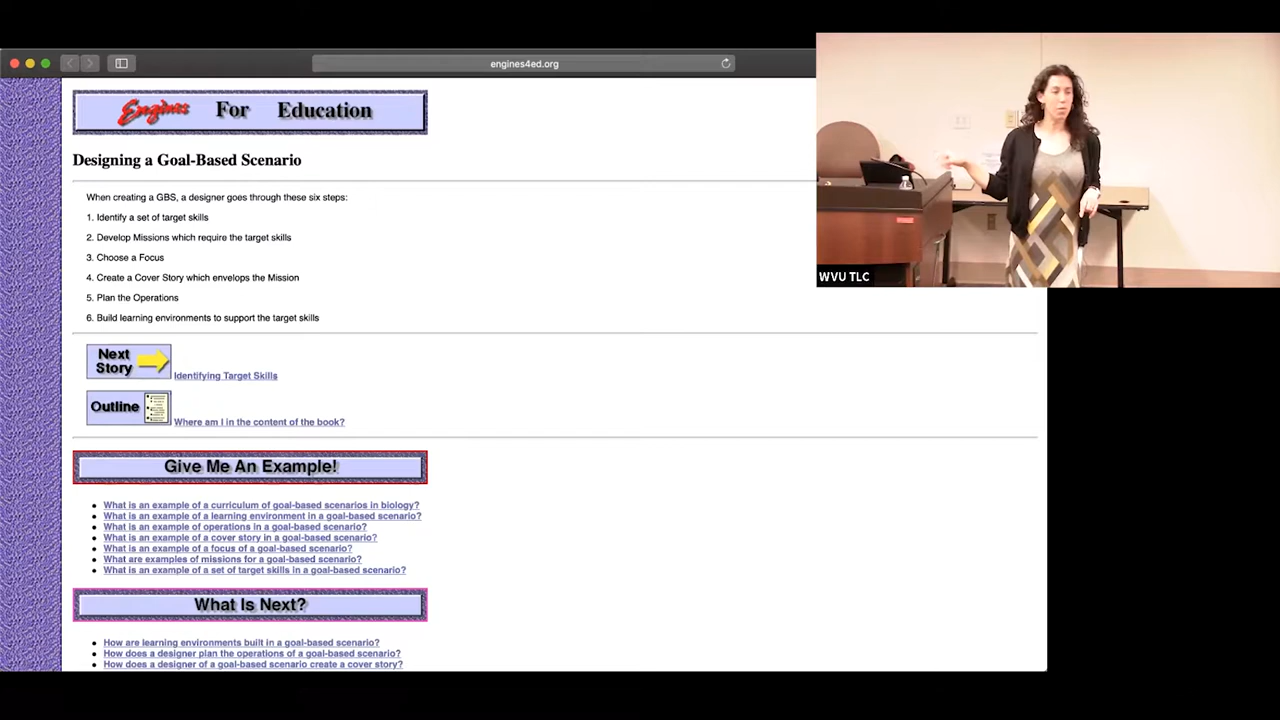 engines4ed.org
Engines For Education
Designing a Goal-Based Scenario
When creating a GBS, a designer goes through these six steps:
1. Identify a set of target skills
2. Develop Missions which require the target skills
3. Choose a Focus
4. Create a Cover Story which envelops the Mission
5. Plan the Operations
6. Build learning environments to support the target skills
Next
Story
Identifying Target Skills
Outline
Where am I in the content of the book?
Give Me An Example!
What is an example of a curriculum of goal-based scenarios in biology?
What is an example of a learning environment in a goal-based scenario?
What is an example of operations in a goal-based scenario?
What is an example of a cover story in a goal-based scenario?
What is an example of a focus of a goal-based scenario?
What are examples of missions for a goal-based scenario?
What is an example of a set of target skills in a goal-based scenario?
What Is Next?
How are learning environments built in a goal-based scenario?
How does a designer plan the operations of a goal-based scenario?
How does a designer of a goal-based scenario create a cover story?
WVU TLC